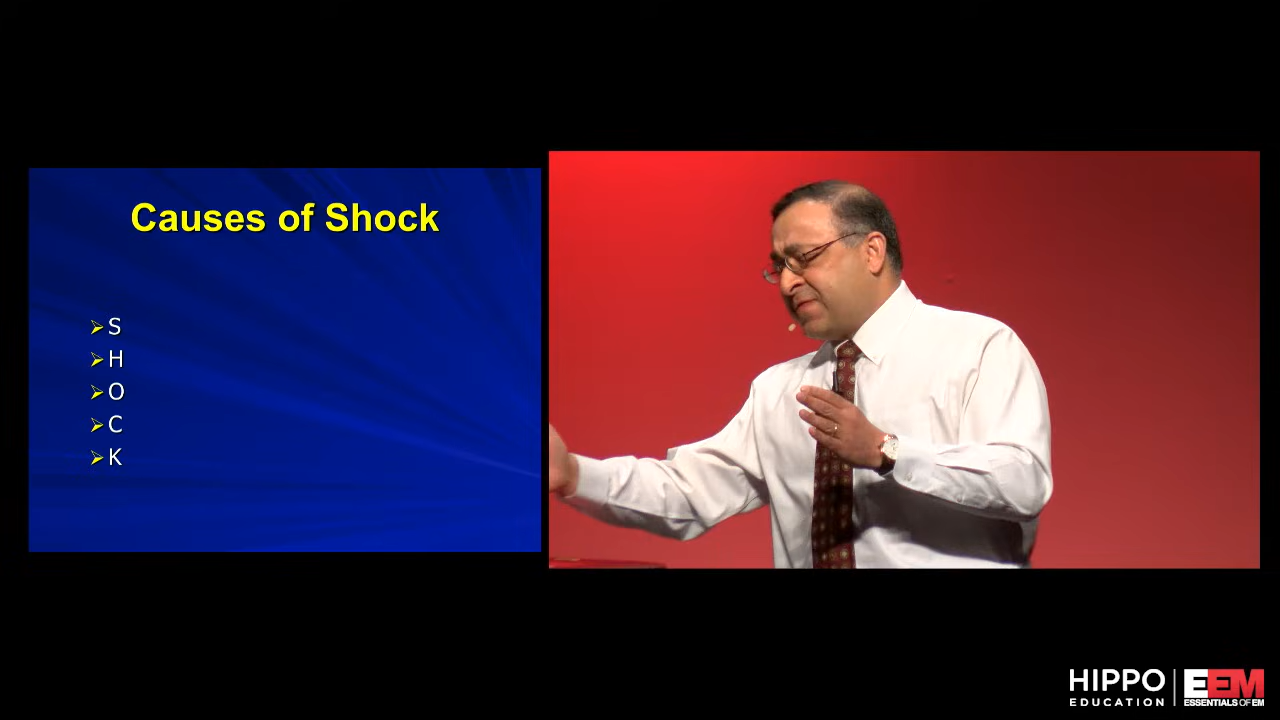 Causes of Shock
➢S
➢H
➢O
➢C
➢K
HIPPO
EDUCATION
EEM
ESSENTIALS OF EM